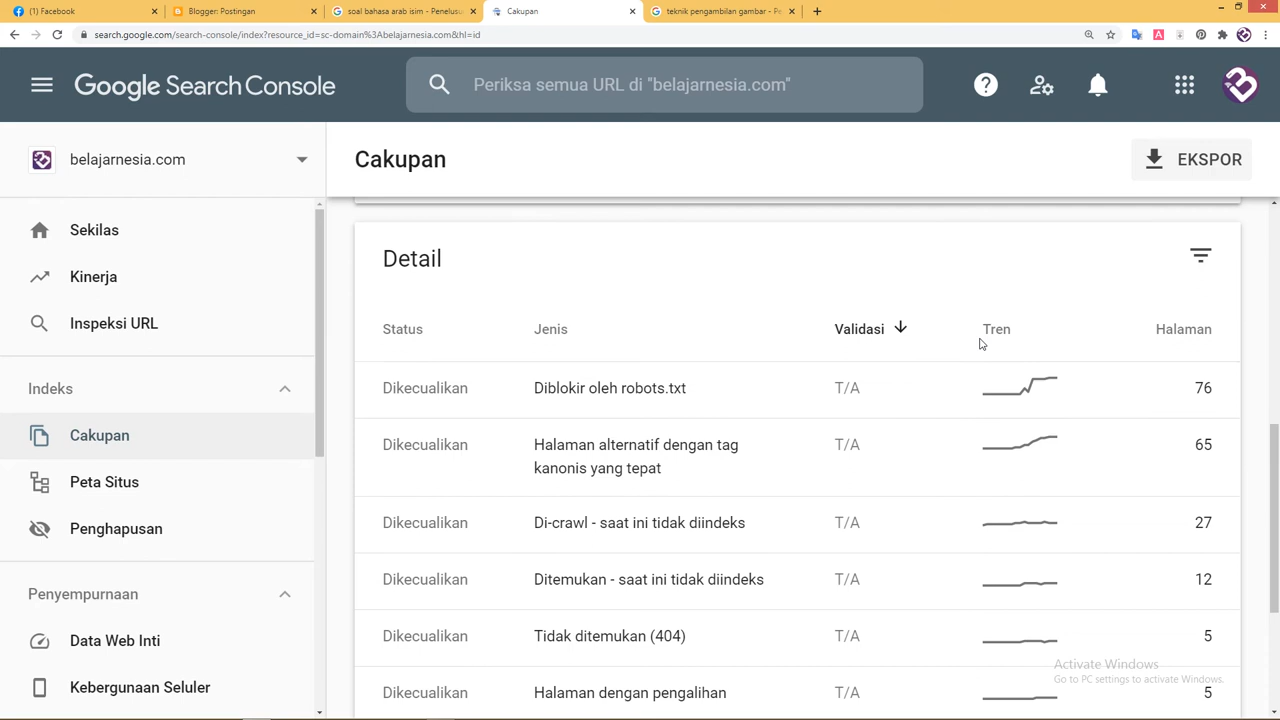 (1) Facebook
Blogger: Postingan
soal bahasa arab isim - Penelusu
Cakupan
teknik pengambilan gambar - Pe
search.google.com/search-console/index?resource_id=sc-domain%3Abelajarnesia.com&hl=id
Google Search Console
Periksa semua URL di "belajarnesia.com"
belajarnesia.com
Cakupan
EKSPOR
Sekilas
Kinerja
Inspeksi URL
Indeks
Cakupan
Peta Situs
Penghapusan
Penyempurnaan
Data Web Inti
Kebergunaan Seluler
Detail
Status Jenis Validasi Tren Halaman
Dikecualikan Diblokir oleh robots.txt T/A 76
Dikecualikan Halaman alternatif dengan tag T/A 65
kanonis yang tepat
Dikecualikan Di-crawl - saat ini tidak diindeks T/A 27
Dikecualikan Ditemukan - saat ini tidak diindeks T/A 12
Dikecualikan Tidak ditemukan (404) T/A 5
Dikecualikan Halaman dengan pengalihan T/A 5
Activate Windows
Go to PC settings to activate Windows.